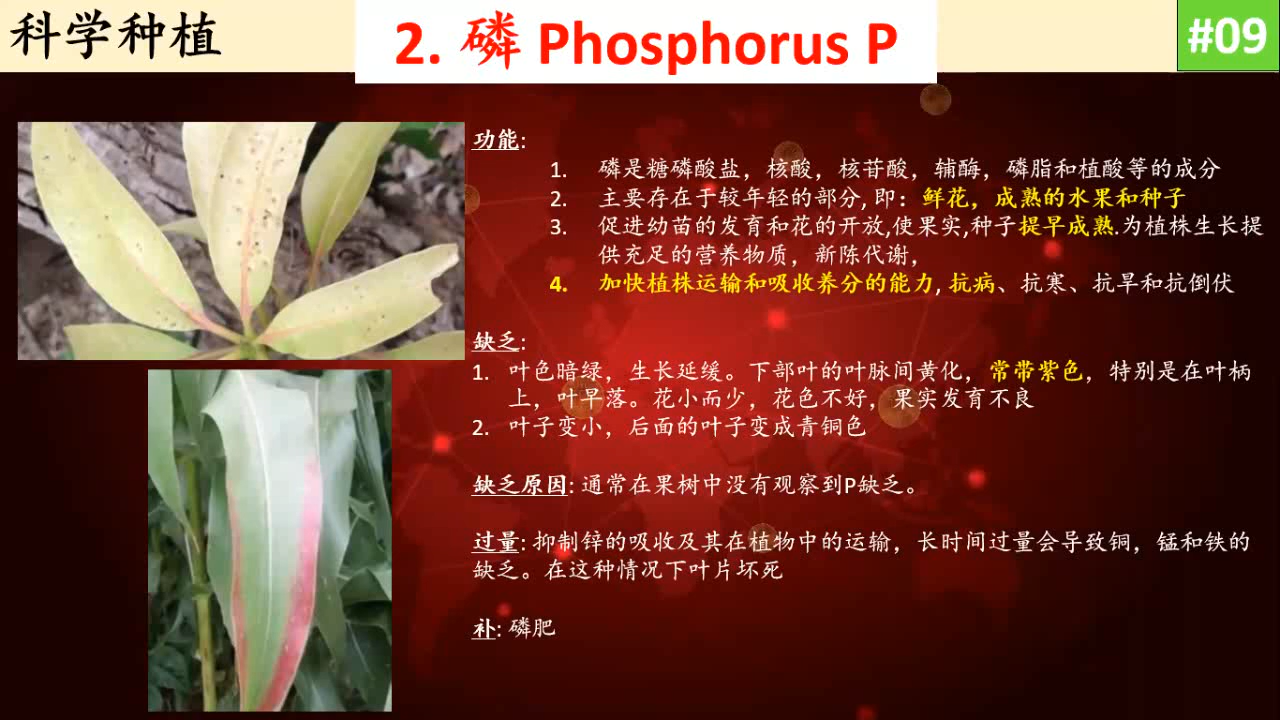 科学种植
2. 磷 Phosphorus P
#09
功能:
1. 磷是糖磷酸盐，核酸，核苷酸，辅酶，磷脂和植酸等的成分
2. 主要存在于较年轻的部分, 即：鲜花，成熟的水果和种子
3. 促进幼苗的发育和花的开放,使果实,种子提早成熟.为植株生长提
供充足的营养物质，新陈代谢，
4. 加快植株运输和吸收养分的能力, 抗病、抗寒、抗旱和抗倒伏
缺乏:
1. 叶色暗绿，生长延缓。下部叶的叶脉间黄化，常带紫色，特别是在叶柄
上，叶早落。花小而少，花色不好，果实发育不良
2. 叶子变小，后面的叶子变成青铜色
缺乏原因: 通常在果树中没有观察到P缺乏。
过量: 抑制锌的吸收及其在植物中的运输，长时间过量会导致铜，锰和铁的
缺乏。在这种情况下叶片坏死
补: 磷肥